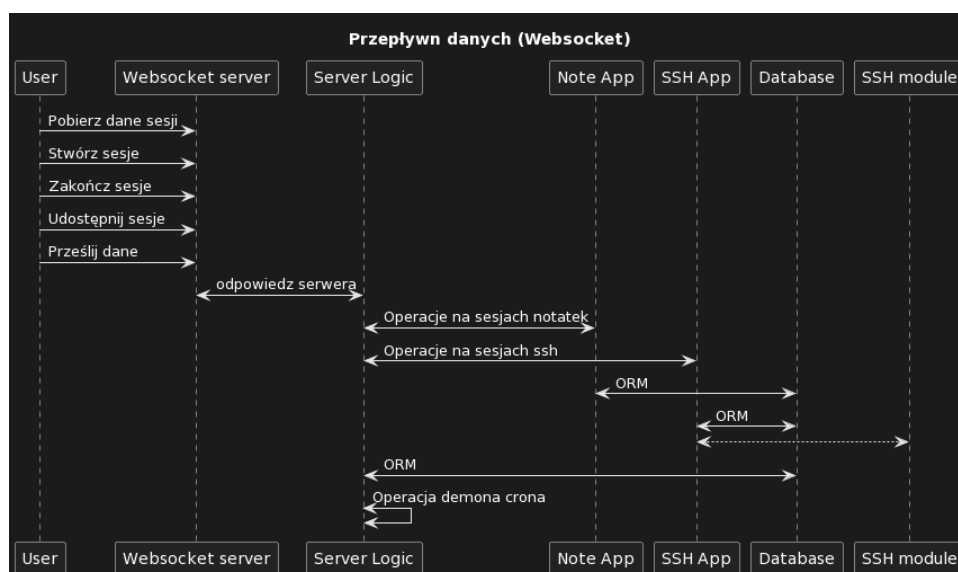 Przepływn danych (Websocket)
User Websocket server Server Logic Note App SSH App Database SSH module
Pobierz dane sesji
Stwórz sesje
Zakończ sesje
Udostępnij sesje
Prześlij dane
odpowiedz serwera
Operacje na sesjach notatek
Operacje na sesjach ssh
ORM
ORM
ORM
Operacja demona crona
User Websocket server Server Logic Note App SSH App Database SSH module